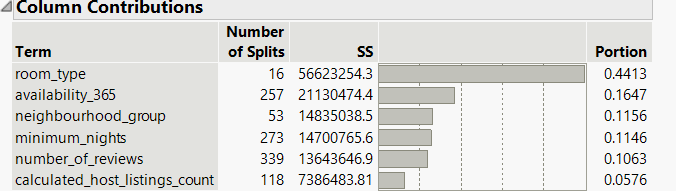 Column Contributions
Number
Term of Splits SS Portion
room_type 16 56623254.3 0.4413
availability_365 257 21130474.4 0.1647
neighbourhood_group 53 14835038.5 0.1156
minimum_nights 273 14700765.6 0.1146
number_of_reviews 339 13643646.9 0.1063
calculated_host_listings_count 118 7386483.81 0.0576